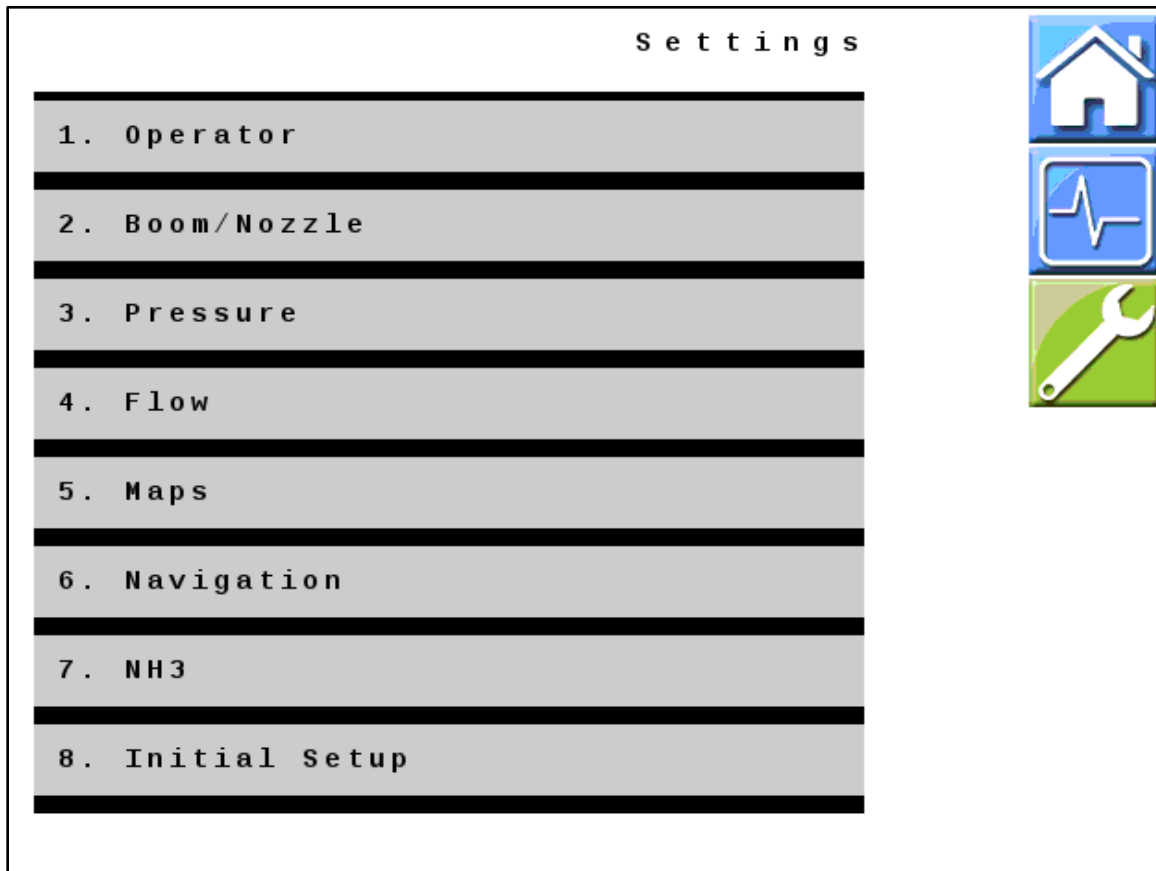 Settings
1. Operator
2. Boom/Nozzle
3. Pressure
4. Flow
5. Maps
6. Navigation
7. NH3
8. Initial Setup